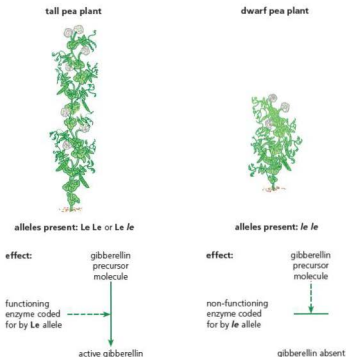 tall pea plant
dwarf pea plant
alleles present: Le Le or Le le
alleles present: le le
effect:
gibberellin
precursor
molecule
functioning
enzyme coded
for by Le allele
active gibberellin
effect:
gibberellin
precursor
molecule
non-functioning
enzyme coded
for by le allele
gibberellin absent